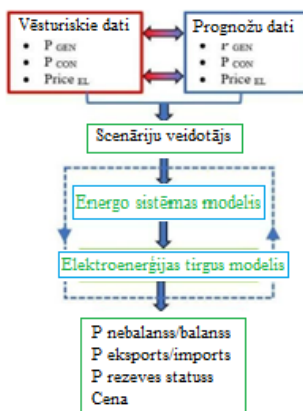 Vēsturiskie dati
• P GEN
• P CON
• Price EL
Prognožu dati
• r GEN
• P CON
• Price EL
Scenāriju veidotājs
Energo sistēmas modelis
Elektroenerģijas tirgus modelis
P nebalanss/balanss
P eksports/imports
P rezeves statuss
Cena